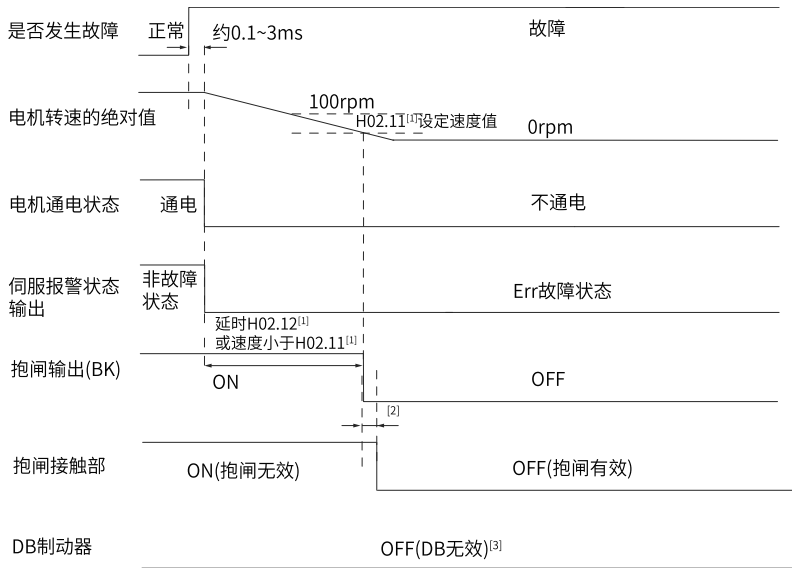 是否发生故障 正常 约0.1~3ms 故障
电机转速的绝对值 100rpm
H02.11[1]设定速度值 0rpm
电机通电状态 通电 不通电
伺服报警状态
输出
非故障
状态
Err故障状态
延时H02.12[1]
或速度小于H02.11[1]
抱闸输出(BK) ON OFF
[2]
抱闸接触部 ON(抱闸无效) OFF(抱闸有效)
DB制动器 OFF(DB无效)[3]